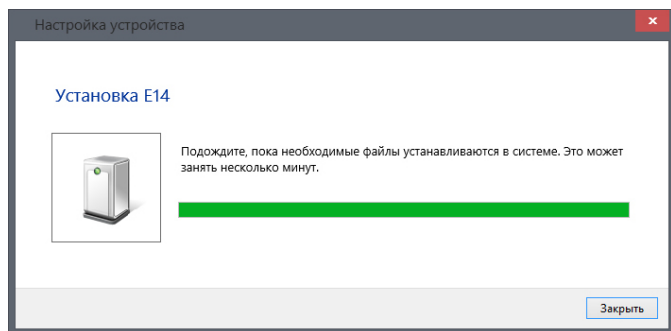 Настройка устройства
Установка E14
Подождите, пока необходимые файлы устанавливаются в системе. Это может
занять несколько минут.
Закрыть